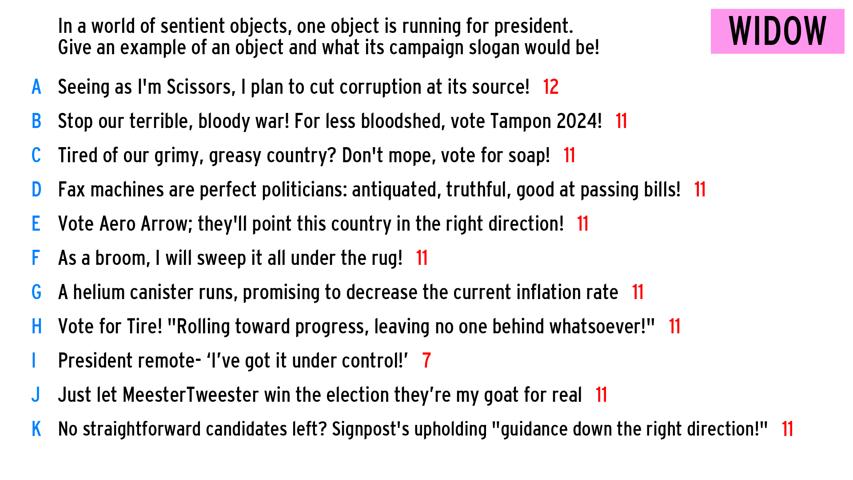 In a world of sentient objects, one object is running for president.
Give an example of an object and what its campaign slogan would be!
WIDOW
A Seeing as I'm Scissors, I plan to cut corruption at its source! 12
B Stop our terrible, bloody war! For less bloodshed, vote Tampon 2024! 11
C Tired of our grimy, greasy country? Don't mope, vote for soap! 11
D Fax machines are perfect politicians: antiquated, truthful, good at passing bills! 11
E Vote Aero Arrow; they'll point this country in the right direction! 11
F As a broom, I will sweep it all under the rug! 11
G A helium canister runs, promising to decrease the current inflation rate 11
H Vote for Tire! "Rolling toward progress, leaving no one behind whatsoever!" 11
I President remote- ‘I’ve got it under control!’ 7
J Just let MeesterTweester win the election they’re my goat for real 11
K No straightforward candidates left? Signpost's upholding "guidance down the right direction!" 11